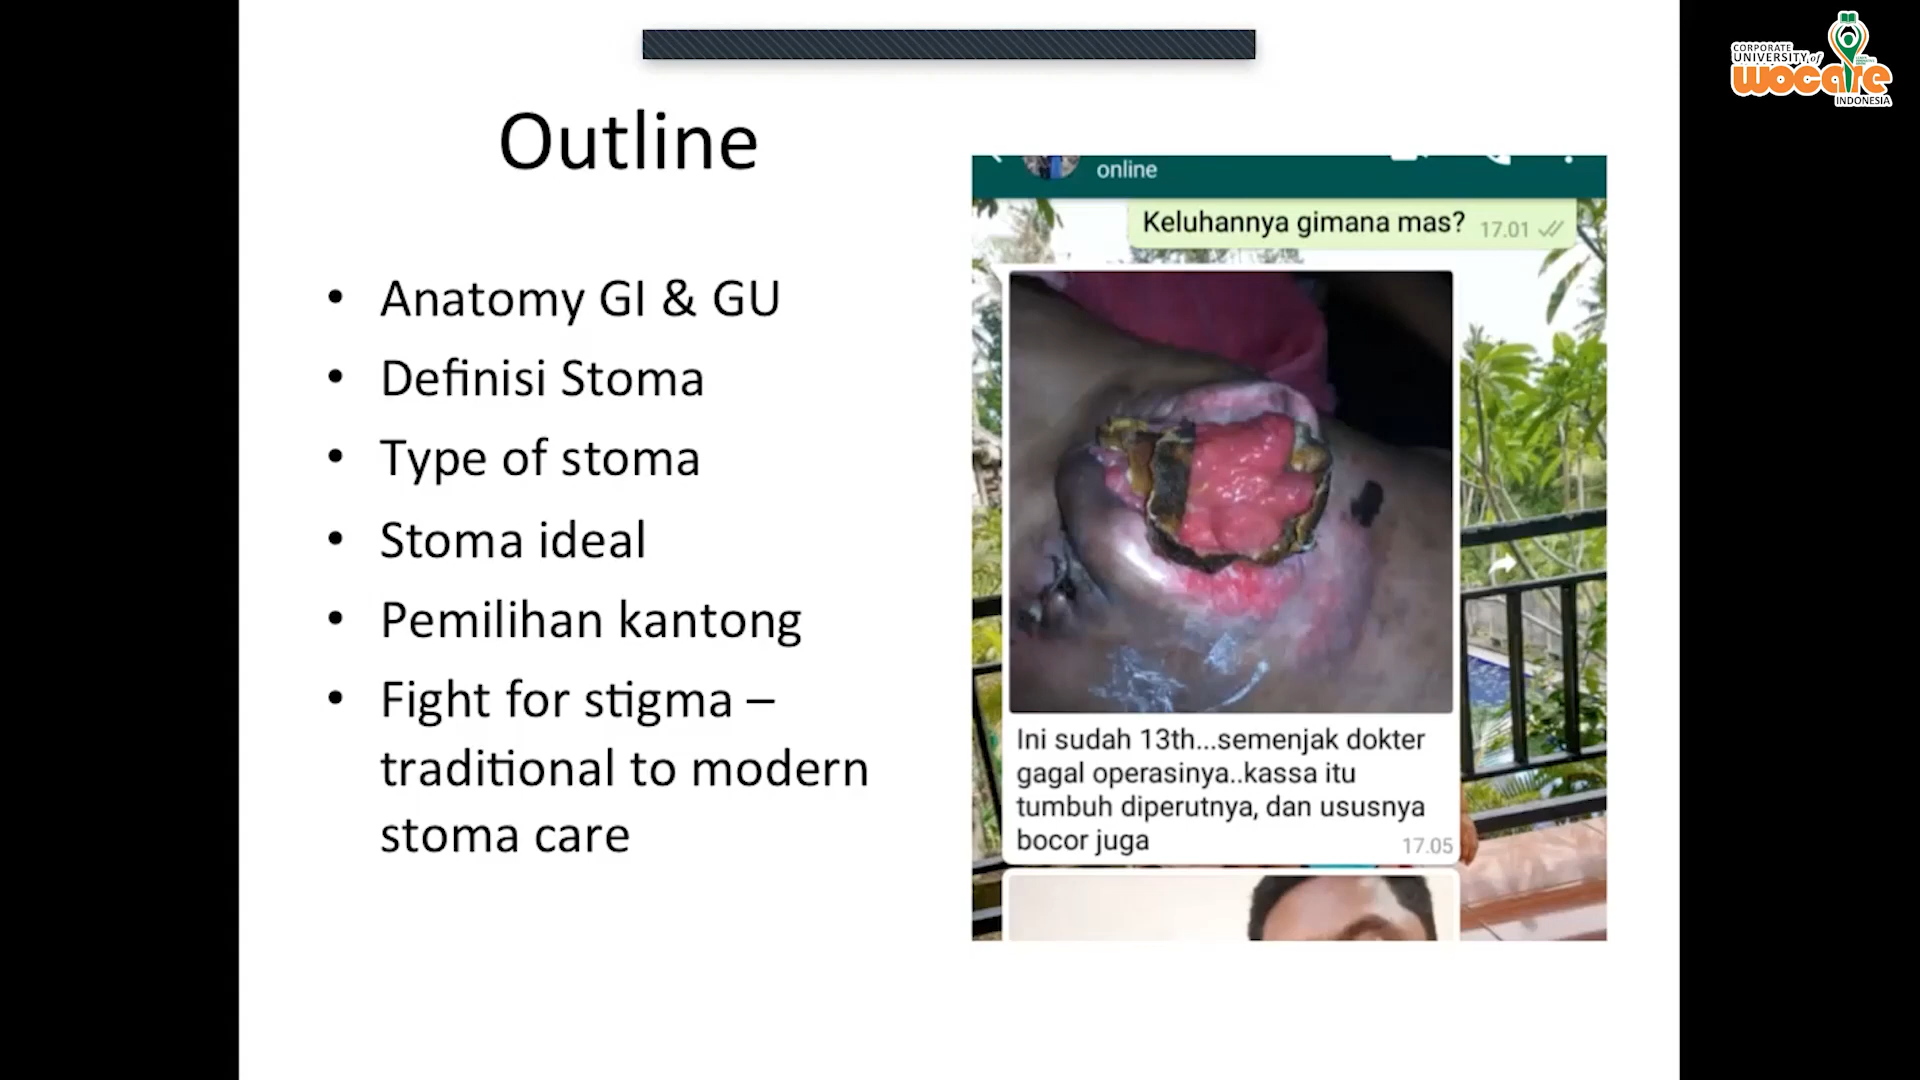 CORPORATE
UNIVERSITY of
wocare
INDONESIA
Outline
• Anatomy GI & GU
• Definisi Stoma
• Type of stoma
• Stoma ideal
• Pemilihan kantong
• Fight for stigma –
traditional to modern
stoma care
online
Keluhannya gimana mas? 17.01
Ini sudah 13th...semenjak dokter
gagal operasinya..kassa itu
tumbuh diperutnya, dan ususnya
bocor juga 17.05